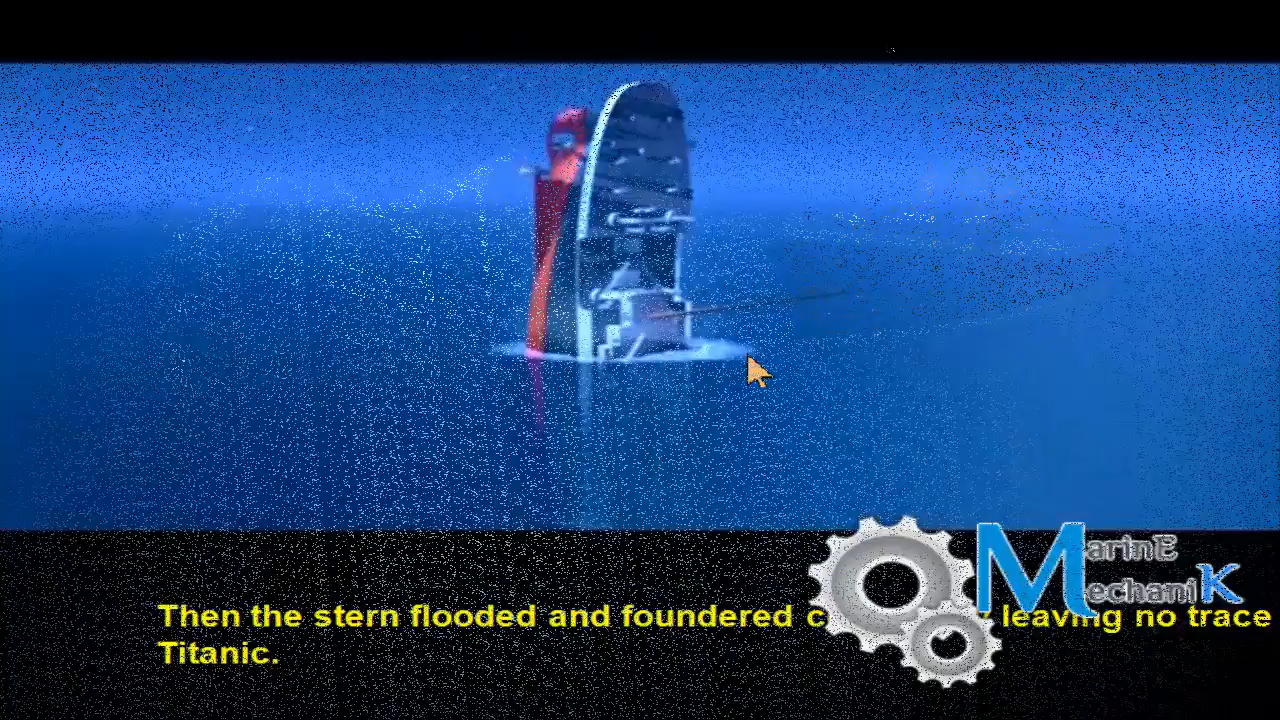 MarinE
MechaniK
Then the stern flooded and foundered leaving no trace
Titanic.